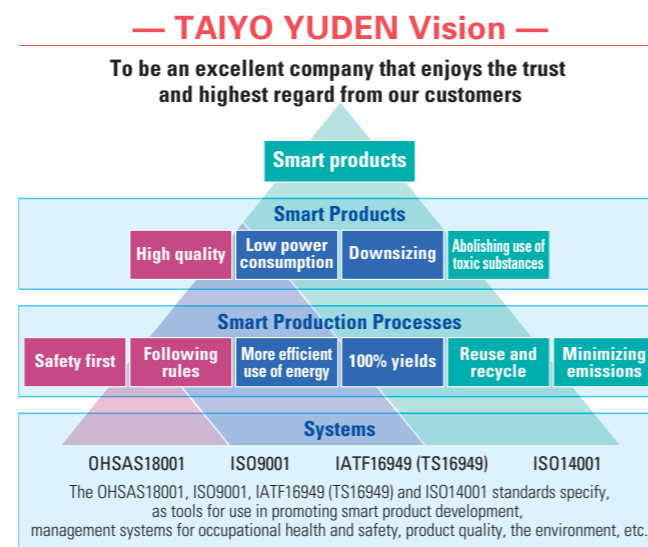 — TAIYO YUDEN Vision —
To be an excellent company that enjoys the trust
and highest regard from our customers
Smart products
Smart Products
High quality
Low power
consumption
Downsizing
Abolishing use of
toxic substances
Smart Production Processes
Safety first
Following
rules
More efficient
use of energy
100% yields
Reuse and
recycle
Minimizing
emissions
Systems
OHSAS18001 ISO9001 IATF16949 (TS16949) ISO14001
The OHSAS18001, ISO9001, IATF16949 (TS16949) and ISO14001 standards specify,
as tools for use in promoting smart product development,
management systems for occupational health and safety, product quality, the environment, etc.